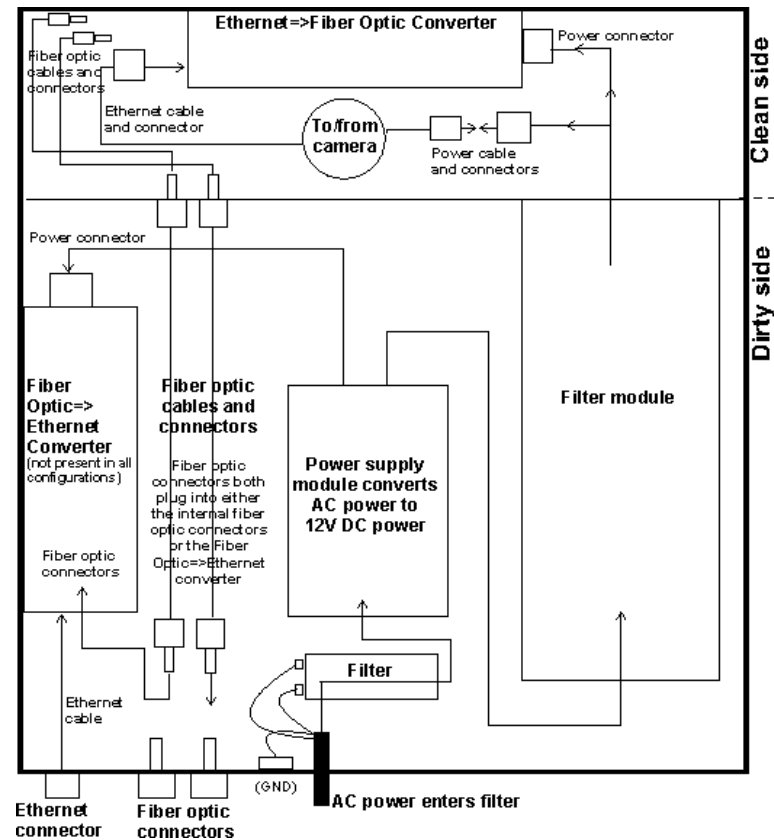 Ethernet=>Fiber Optic Converter
Power connector
Fiber optic
cables and
connectors
Ethernet cable
and connector
To/from
camera
Power cable
and connectors
Clean side
Dirty side
Power connector
Fiber
Optic=>
Ethernet
Converter
(not present in all
configurations)
Fiber optic
connectors
Fiber optic
cables and
connectors
Fiber optic
connectors both
plug into either
the internal fiber
optic connectors
or the Fiber
Optic=>Ethernet
converter
Power supply
module converts
AC power to
12V DC power
Filter module
Filter
Ethernet
cable
(GND)
AC power enters filter
Ethernet
connector
Fiber optic
connectors